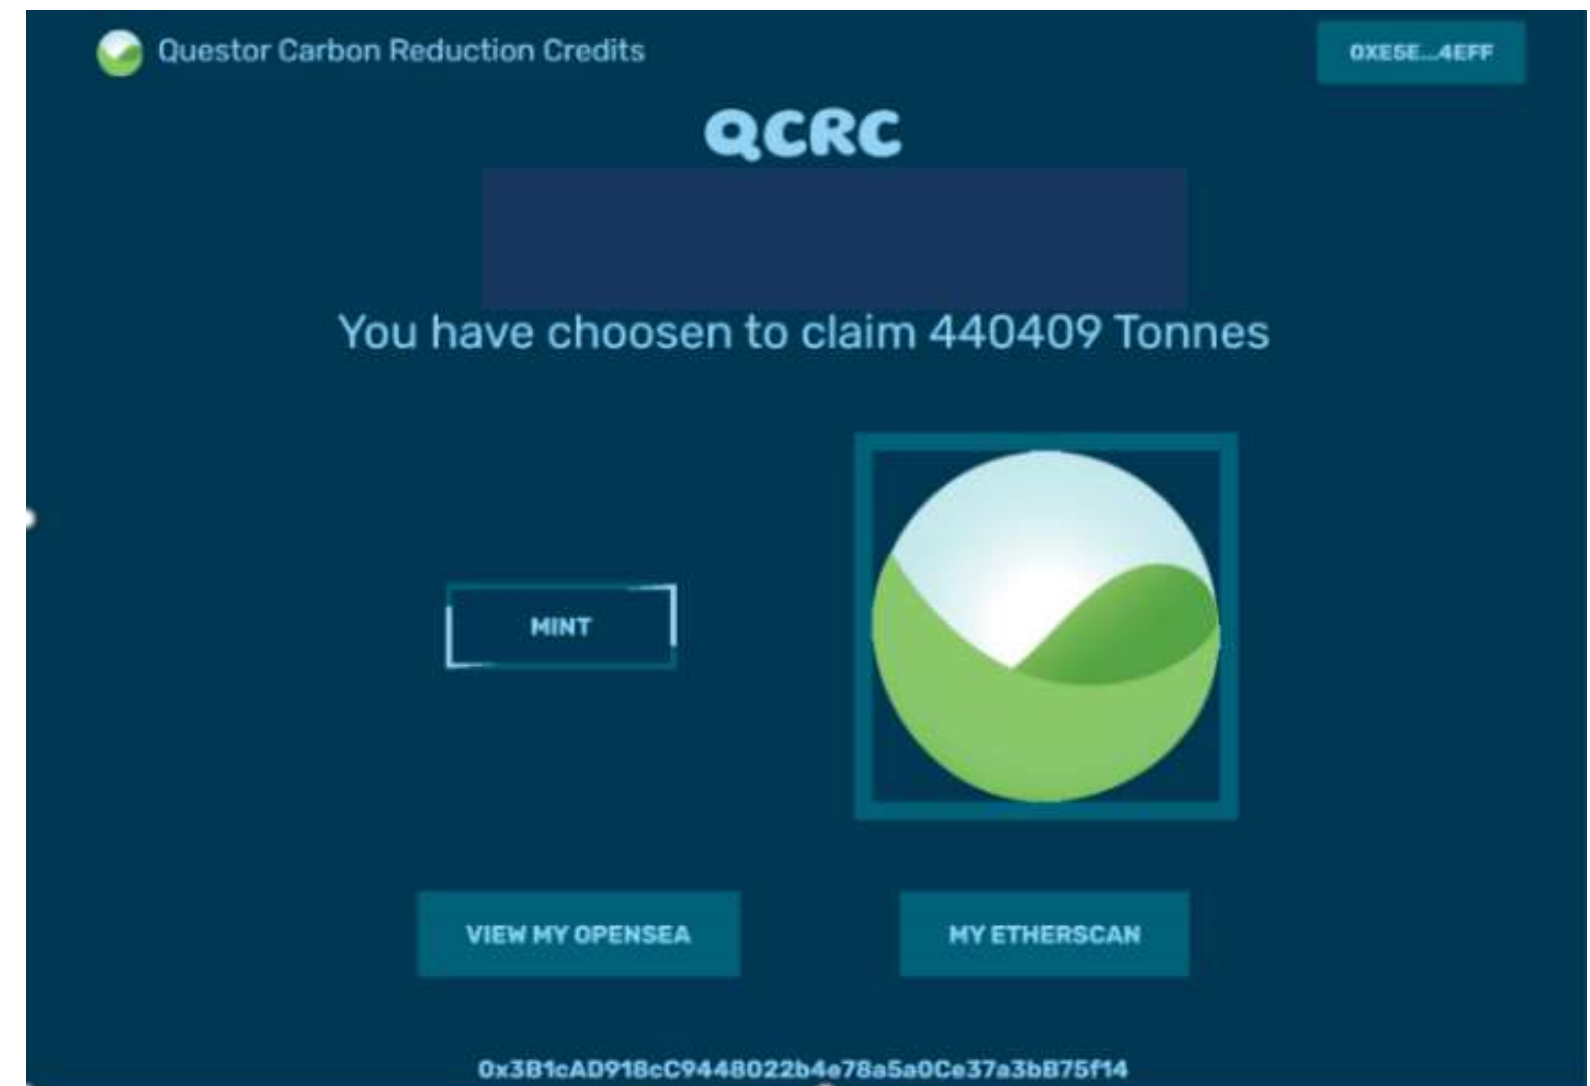 Questor Carbon Reduction Credits
0XE5E...4EFF
QCRC
You have choosen to claim 440409 Tonnes
MINT
VIEW MY OPENSEA
MY ETHERSCAN
0x3B1cAD918cC9448022b4e78a5a0Ce37a3bB75f14